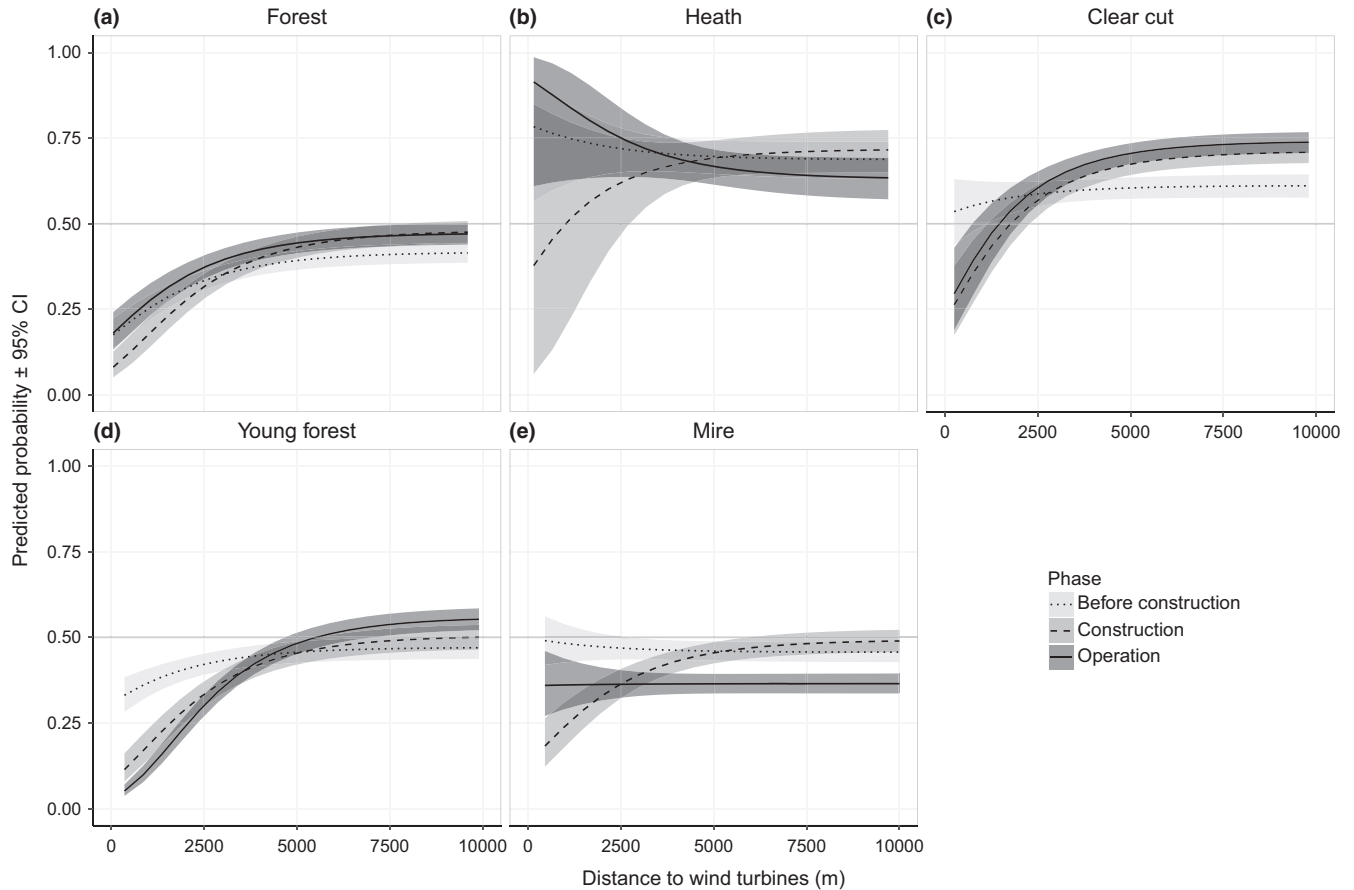 (a) Forest
(b) Heath
(c) Clear cut
1.00
0.75
0.50
0.25
0.00
0 2500 5000 7500 10000
(d) Young forest
(e) Mire
1.00
0.75
0.50
0.25
0.00
0 2500 5000 7500 10000
0 2500 5000 7500 10000
Predicted probability ± 95% CI
Distance to wind turbines (m)
Phase
Before construction
Construction
Operation